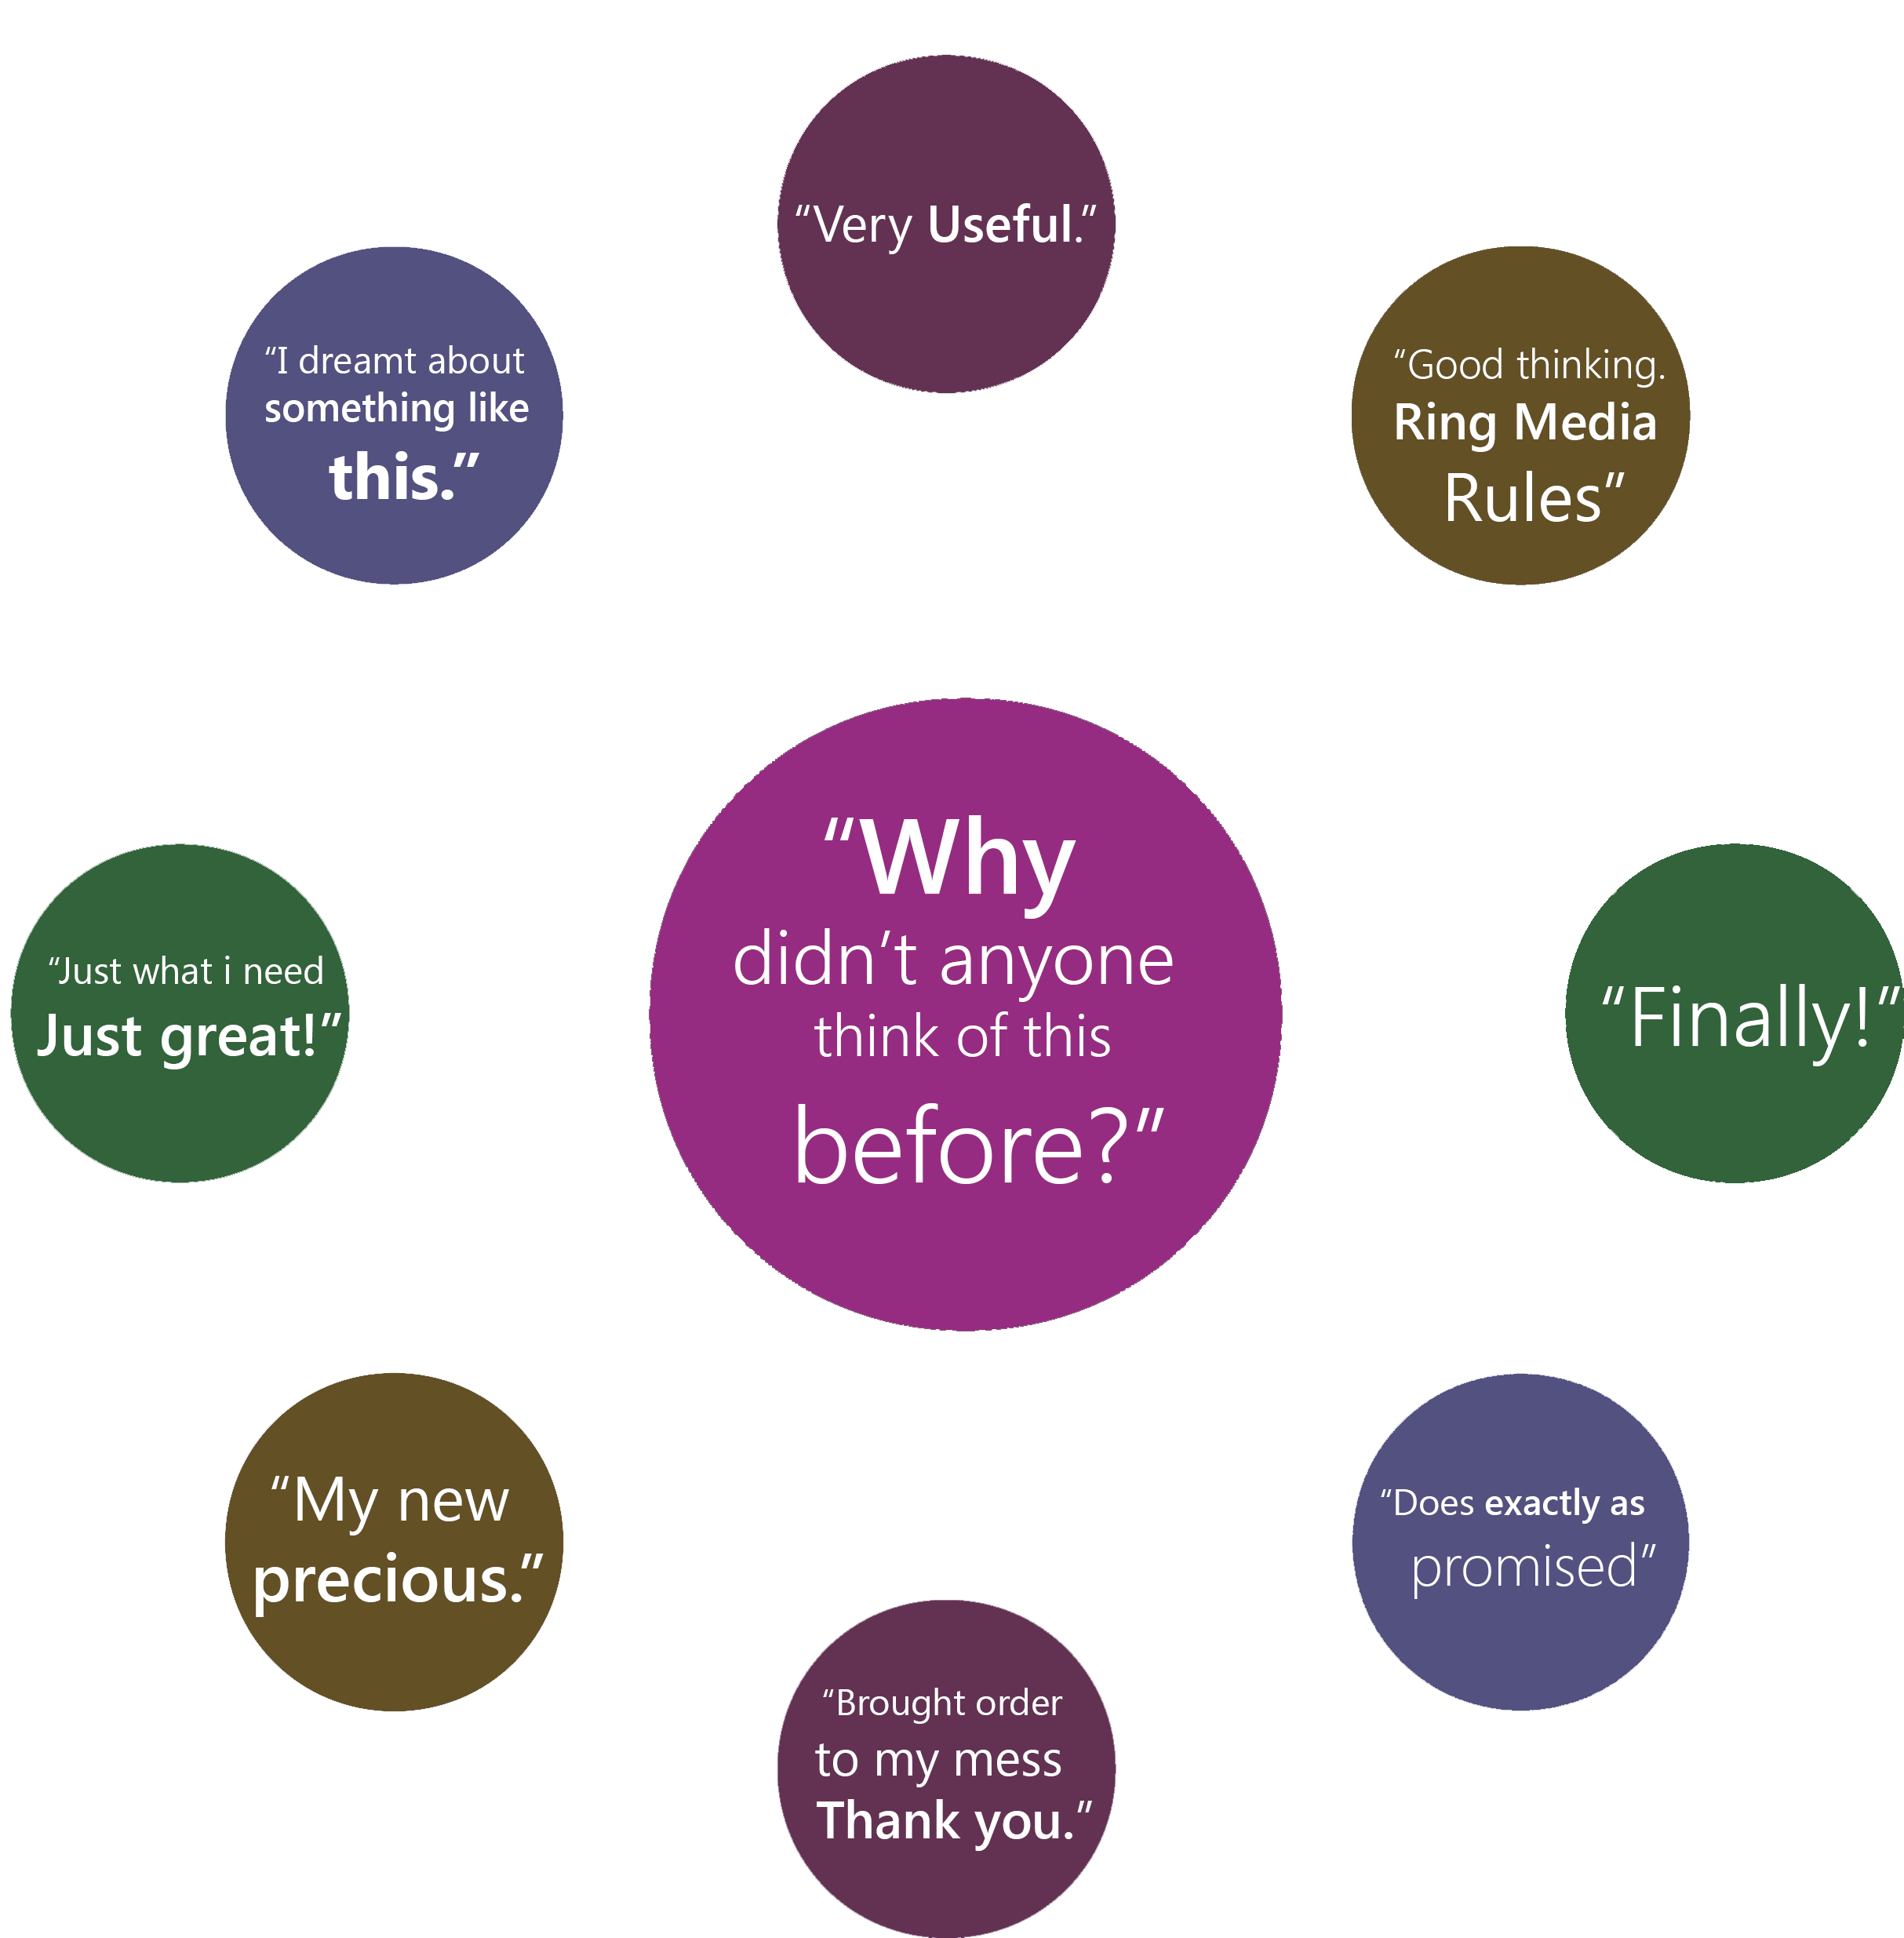 “Very Useful.”
“I dreamt about
something like
this.”
“Good thinking.
Ring Media
Rules”
“Why
didn’t anyone
think of this
before?”
“Just what i need
Just great!”
“Finally!”
“My new
precious.”
“Does exactly as
promised”
“Brought order
to my mess
Thank you.”